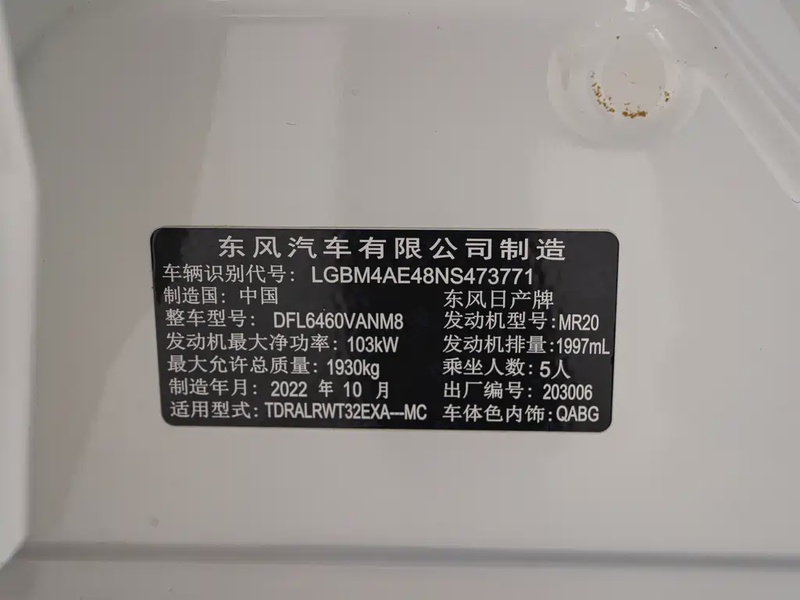 东风汽车有限公司制造
车辆识别代号: LGBM4AE48NS473771
制造国: 中国 东风日产牌
整车型号: DFL6460VANM8 发动机型号:MR20
发动机最大净功率: 103kW 发动机排量:1997mL
最大允许总质量: 1930kg 乘坐人数: 5人
制造年月: 2022 年 10 月 出厂编号: 203006
适用型式: TDRALRWT32EXA---MC 车体色内饰:QABG